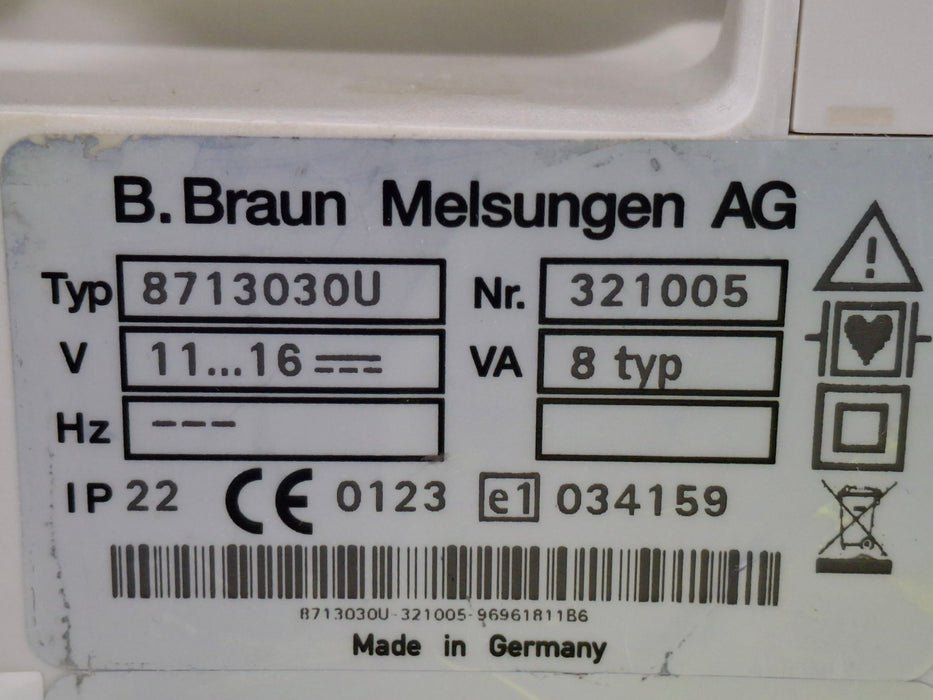 B. Braun Melsungen AG
Typ 8713030U Nr. 321005
V 11...16 VA 8 typ
Hz ---
IP 22 CE 0123 e1 034159
8713030U-321005-96961811B6
Made in Germany